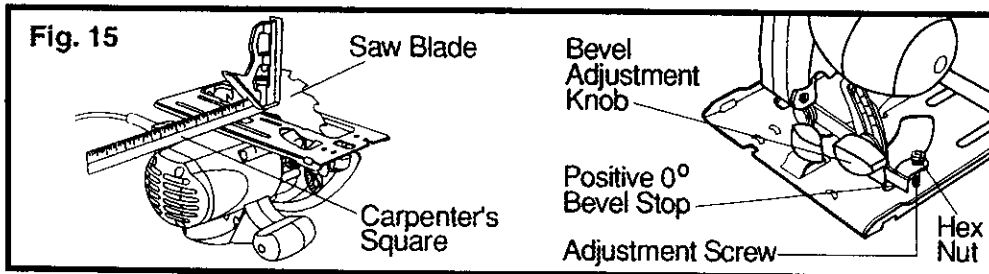 Fig. 15
Saw Blade
Carpenter's
Square
Bevel
Adjustment
Knob
Positive 0°
Bevel Stop
Adjustment Screw
Hex
Nut